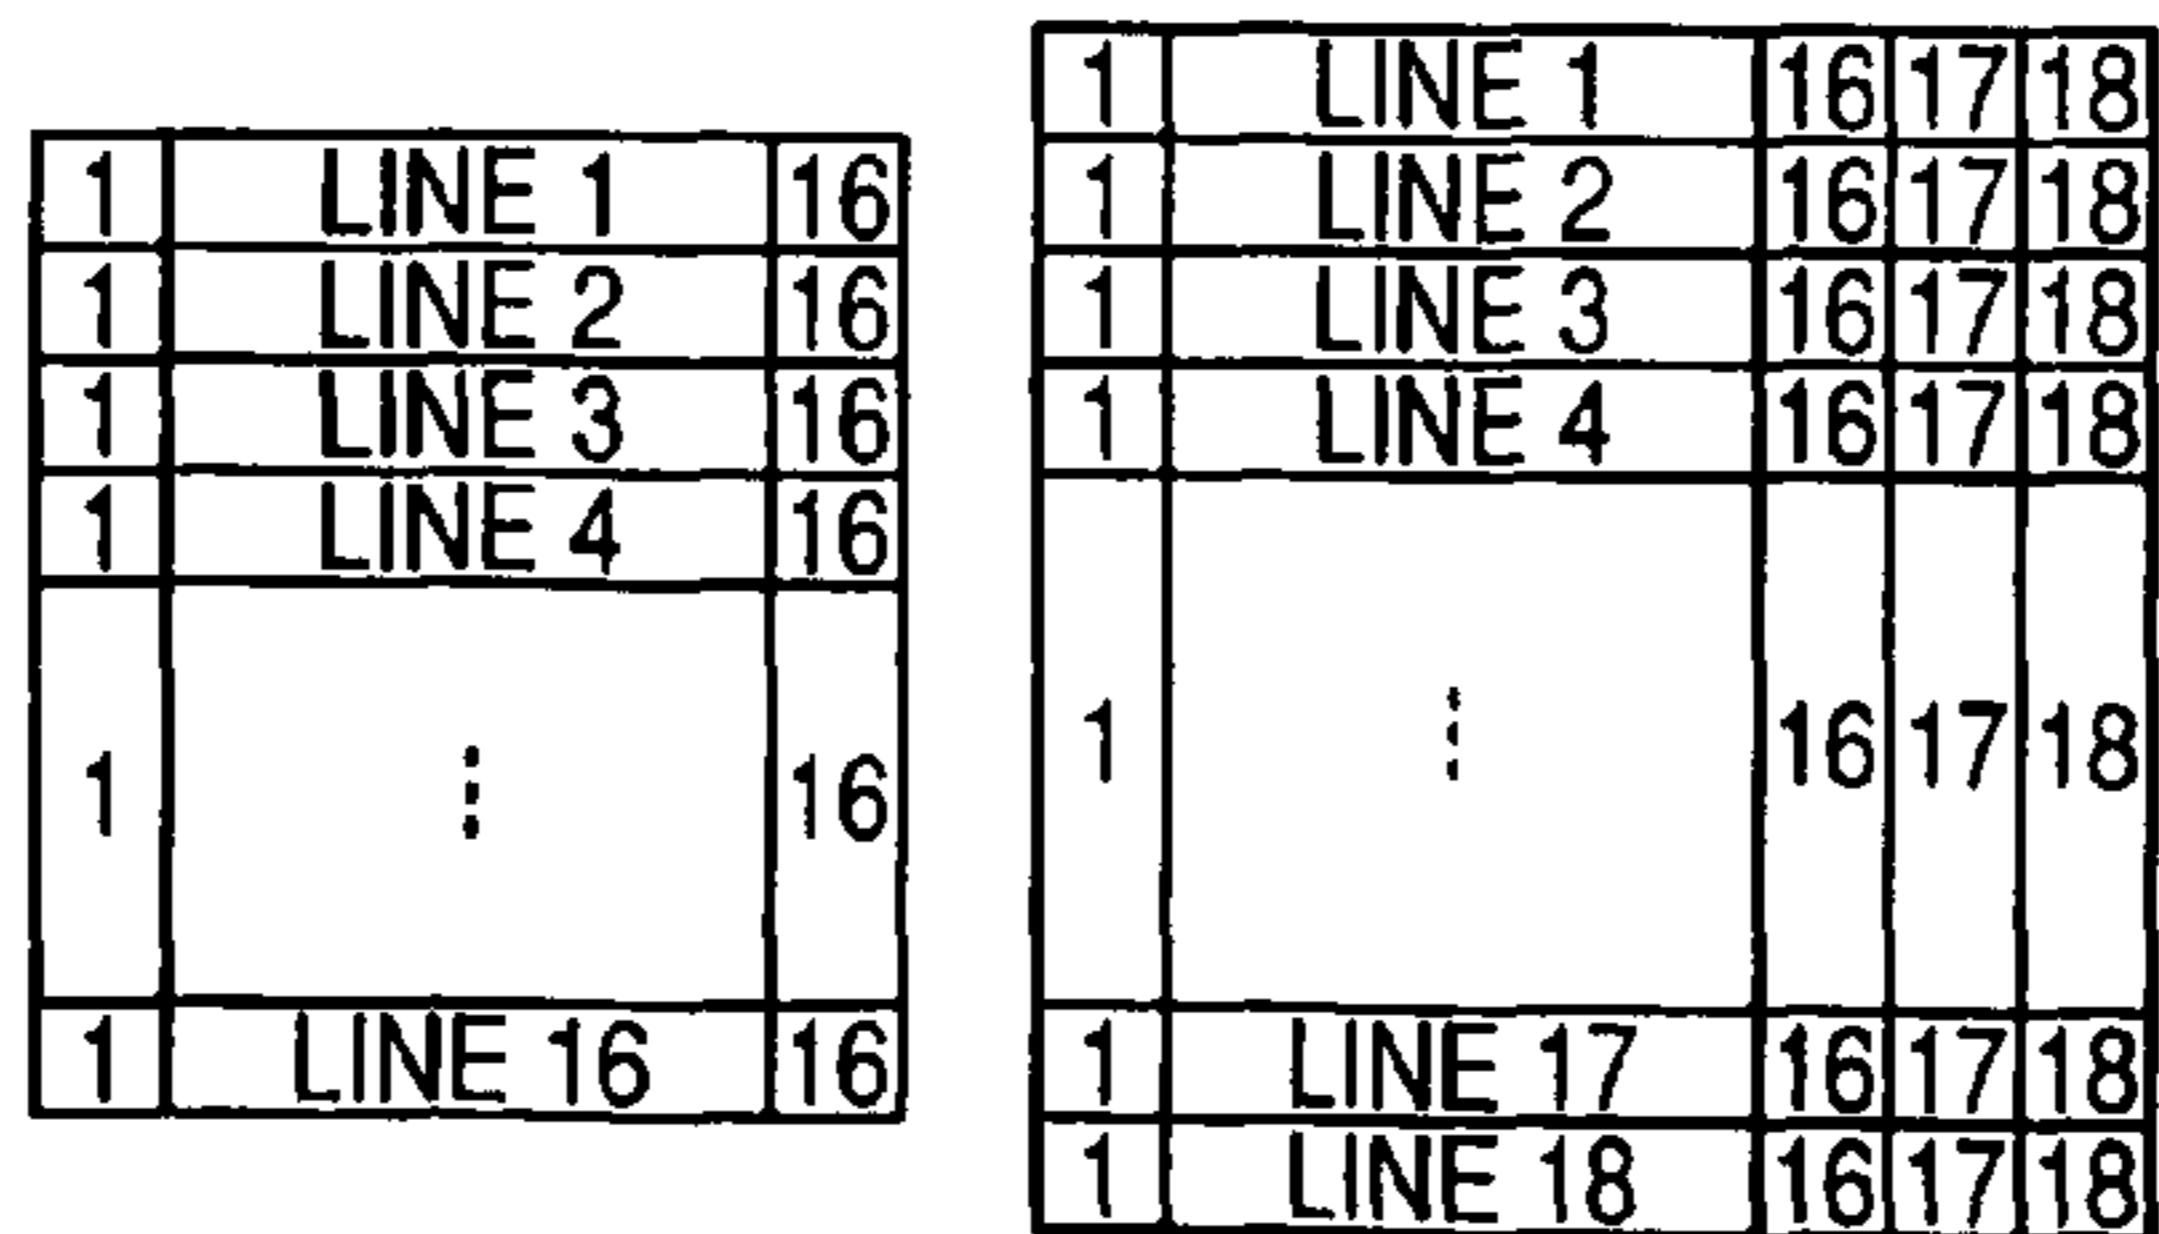 1 LINE 1 16
1 LINE 2 16
1 LINE 3 16
1 LINE 4 16
1 ⋮ 16
1 LINE 16 16
1 LINE 1 16 17 18
1 LINE 2 16 17 18
1 LINE 3 16 17 18
1 LINE 4 16 17 18
1 ⋮ 16 17 18
1 LINE 17 16 17 18
1 LINE 18 16 17 18